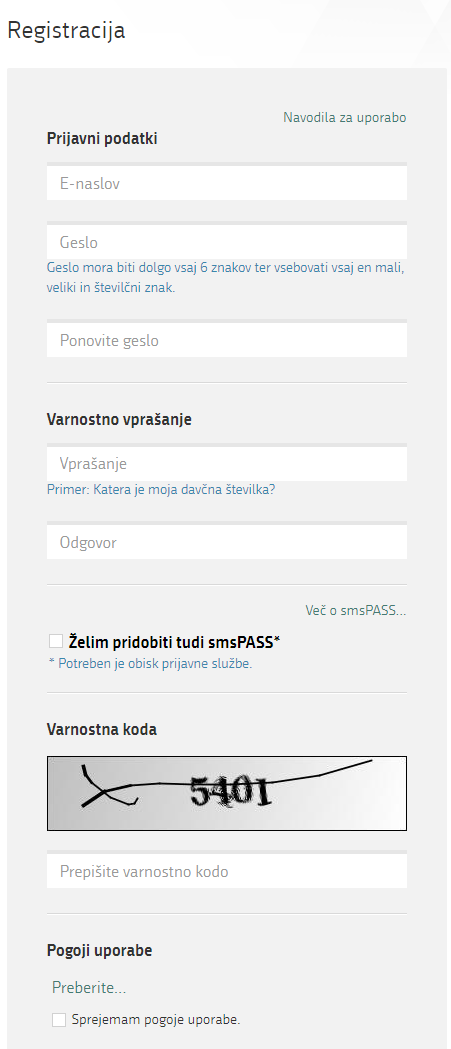 Registracija
Navodila za uporabo
Prijavni podatki
E-naslov
Geslo
Geslo mora biti dolgo vsaj 6 znakov ter vsebovati vsaj en mali,
veliki in številčni znak.
Ponovite geslo
Varnostno vprašanje
Vprašanje
Primer: Katera je moja davčna številka?
Odgovor
Več o smsPASS...
Želim pridobiti tudi smsPASS*
* Potreben je obisk prijavne službe.
Varnostna koda
5401
Prepišite varnostno kodo
Pogoji uporabe
Preberite...
Sprejemam pogoje uporabe.